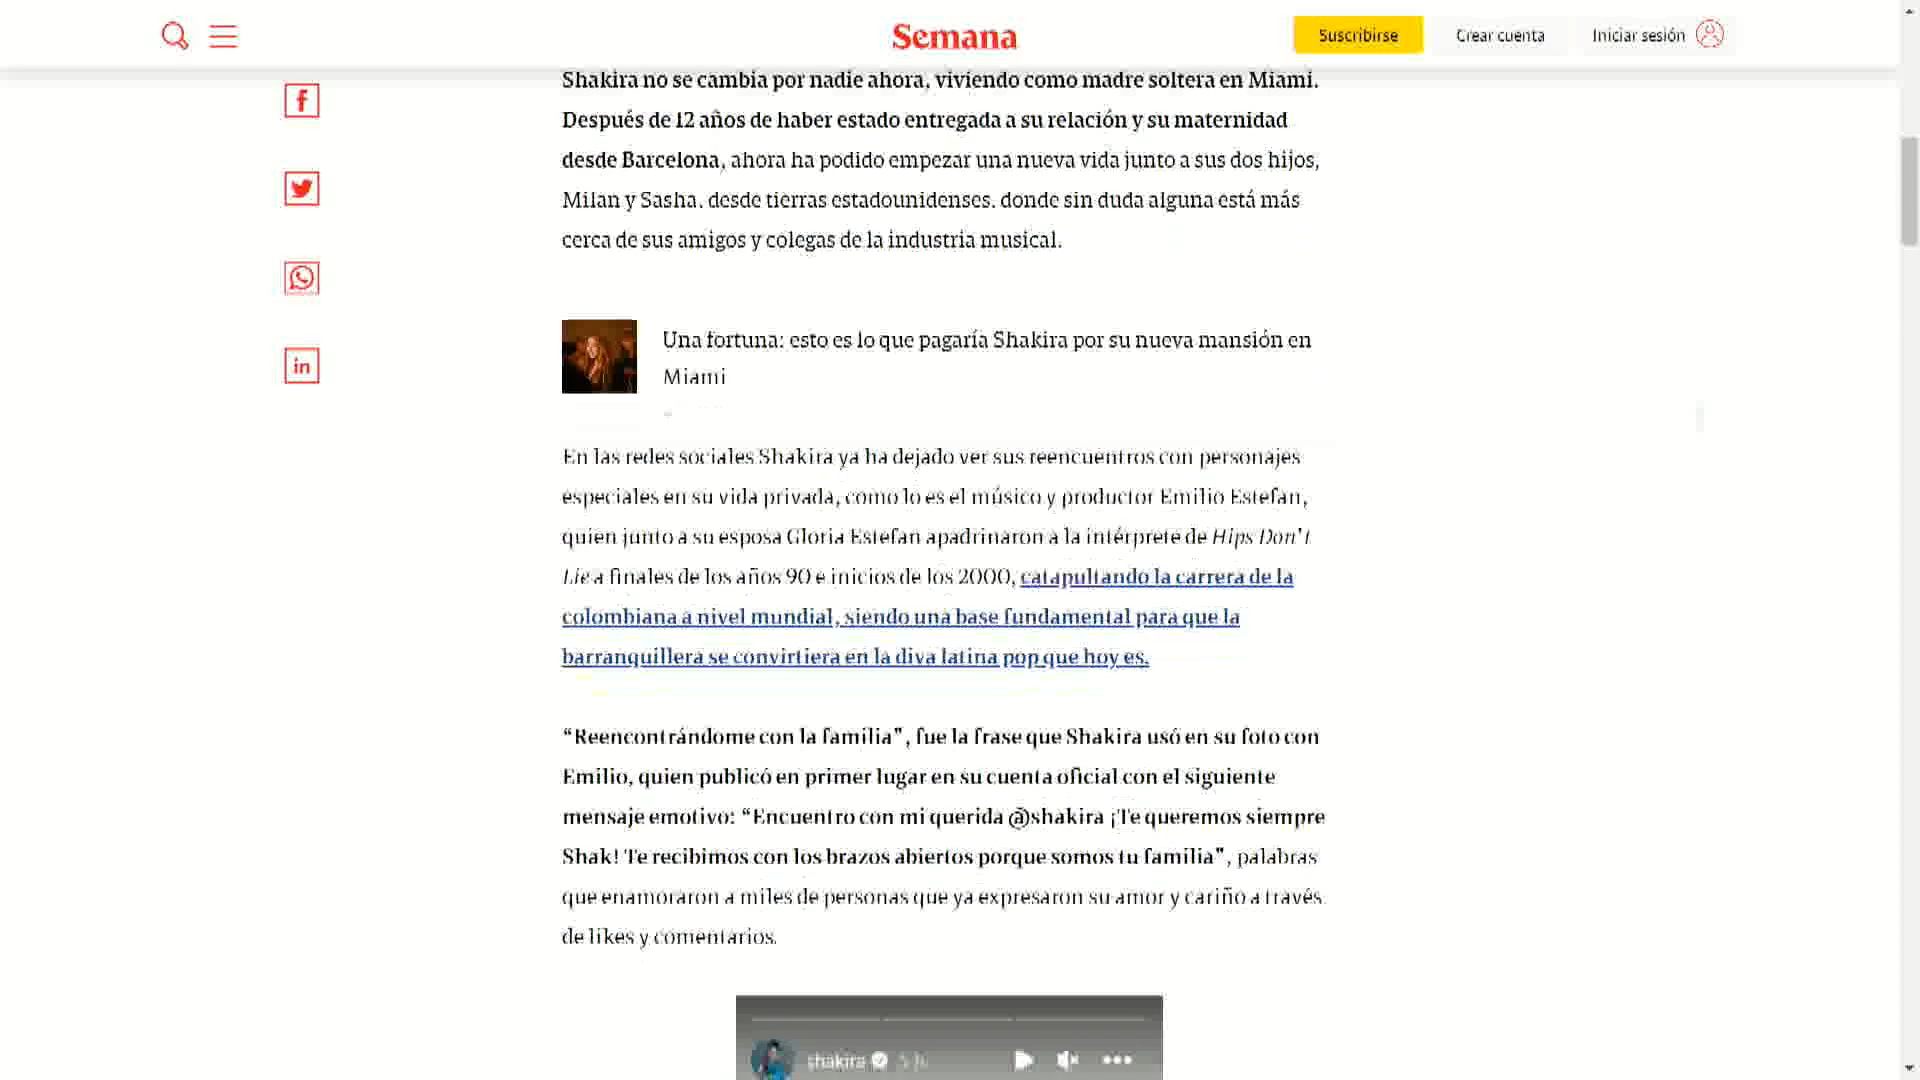 Semana
Suscribirse
Crear cuenta
Iniciar sesión
Shakira no se cambia por nadie ahora, viviendo como madre soltera en Miami.
Después de 12 años de haber estado entregada a su relación y su maternidad
desde Barcelona, ahora ha podido empezar una nueva vida junto a sus dos hijos,
Milan y Sasha, desde tierras estadounidenses, donde sin duda alguna está más
cerca de sus amigos y colegas de la industria musical.
Una fortuna: esto es lo que pagaría Shakira por su nueva mansión en
Miami
En las redes sociales Shakira ya ha dejado ver sus reencuentros con personajes
especiales en su vida privada, como lo es el músico y productor Emilio Estefan,
quien junto a su esposa Gloria Estefan apadrinaron a la intérprete de Hips Don't
Lie a finales de los años 90 e inicios de los 2000, catapultando la carrera de la
colombiana a nivel mundial, siendo una base fundamental para que la
barranquillera se convirtiera en la diva latina pop que hoy es.
“Reencontrándome con la familia”, fue la frase que Shakira usó en su foto con
Emilio, quien publicó en primer lugar en su cuenta oficial con el siguiente
mensaje emotivo: “Encuentro con mi querida @shakira ¡Te queremos siempre
Shak! Te recibimos con los brazos abiertos porque somos tu familia”, palabras
que enamoraron a miles de personas que ya expresaron su amor y cariño a través
de likes y comentarios.
shakira 5 h